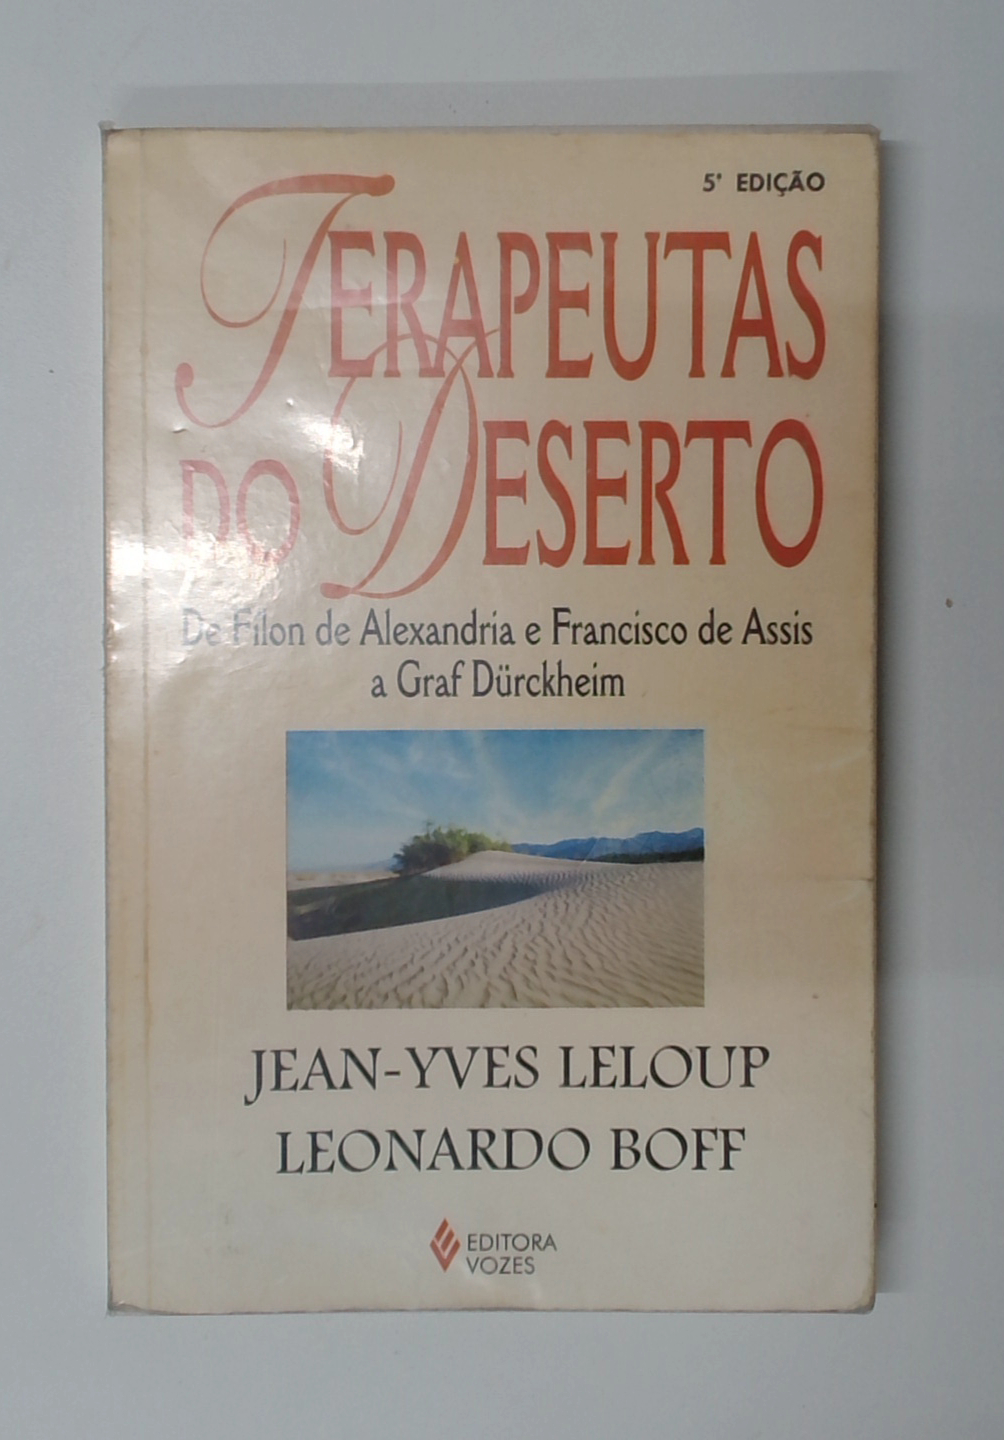 5ª EDIÇÃO
TERAPEUTAS
DO DESERTO
De Fílon de Alexandria e Francisco de Assis
a Graf Dürckheim
JEAN-YVES LELOUP
LEONARDO BOFF
EDITORA
VOZES